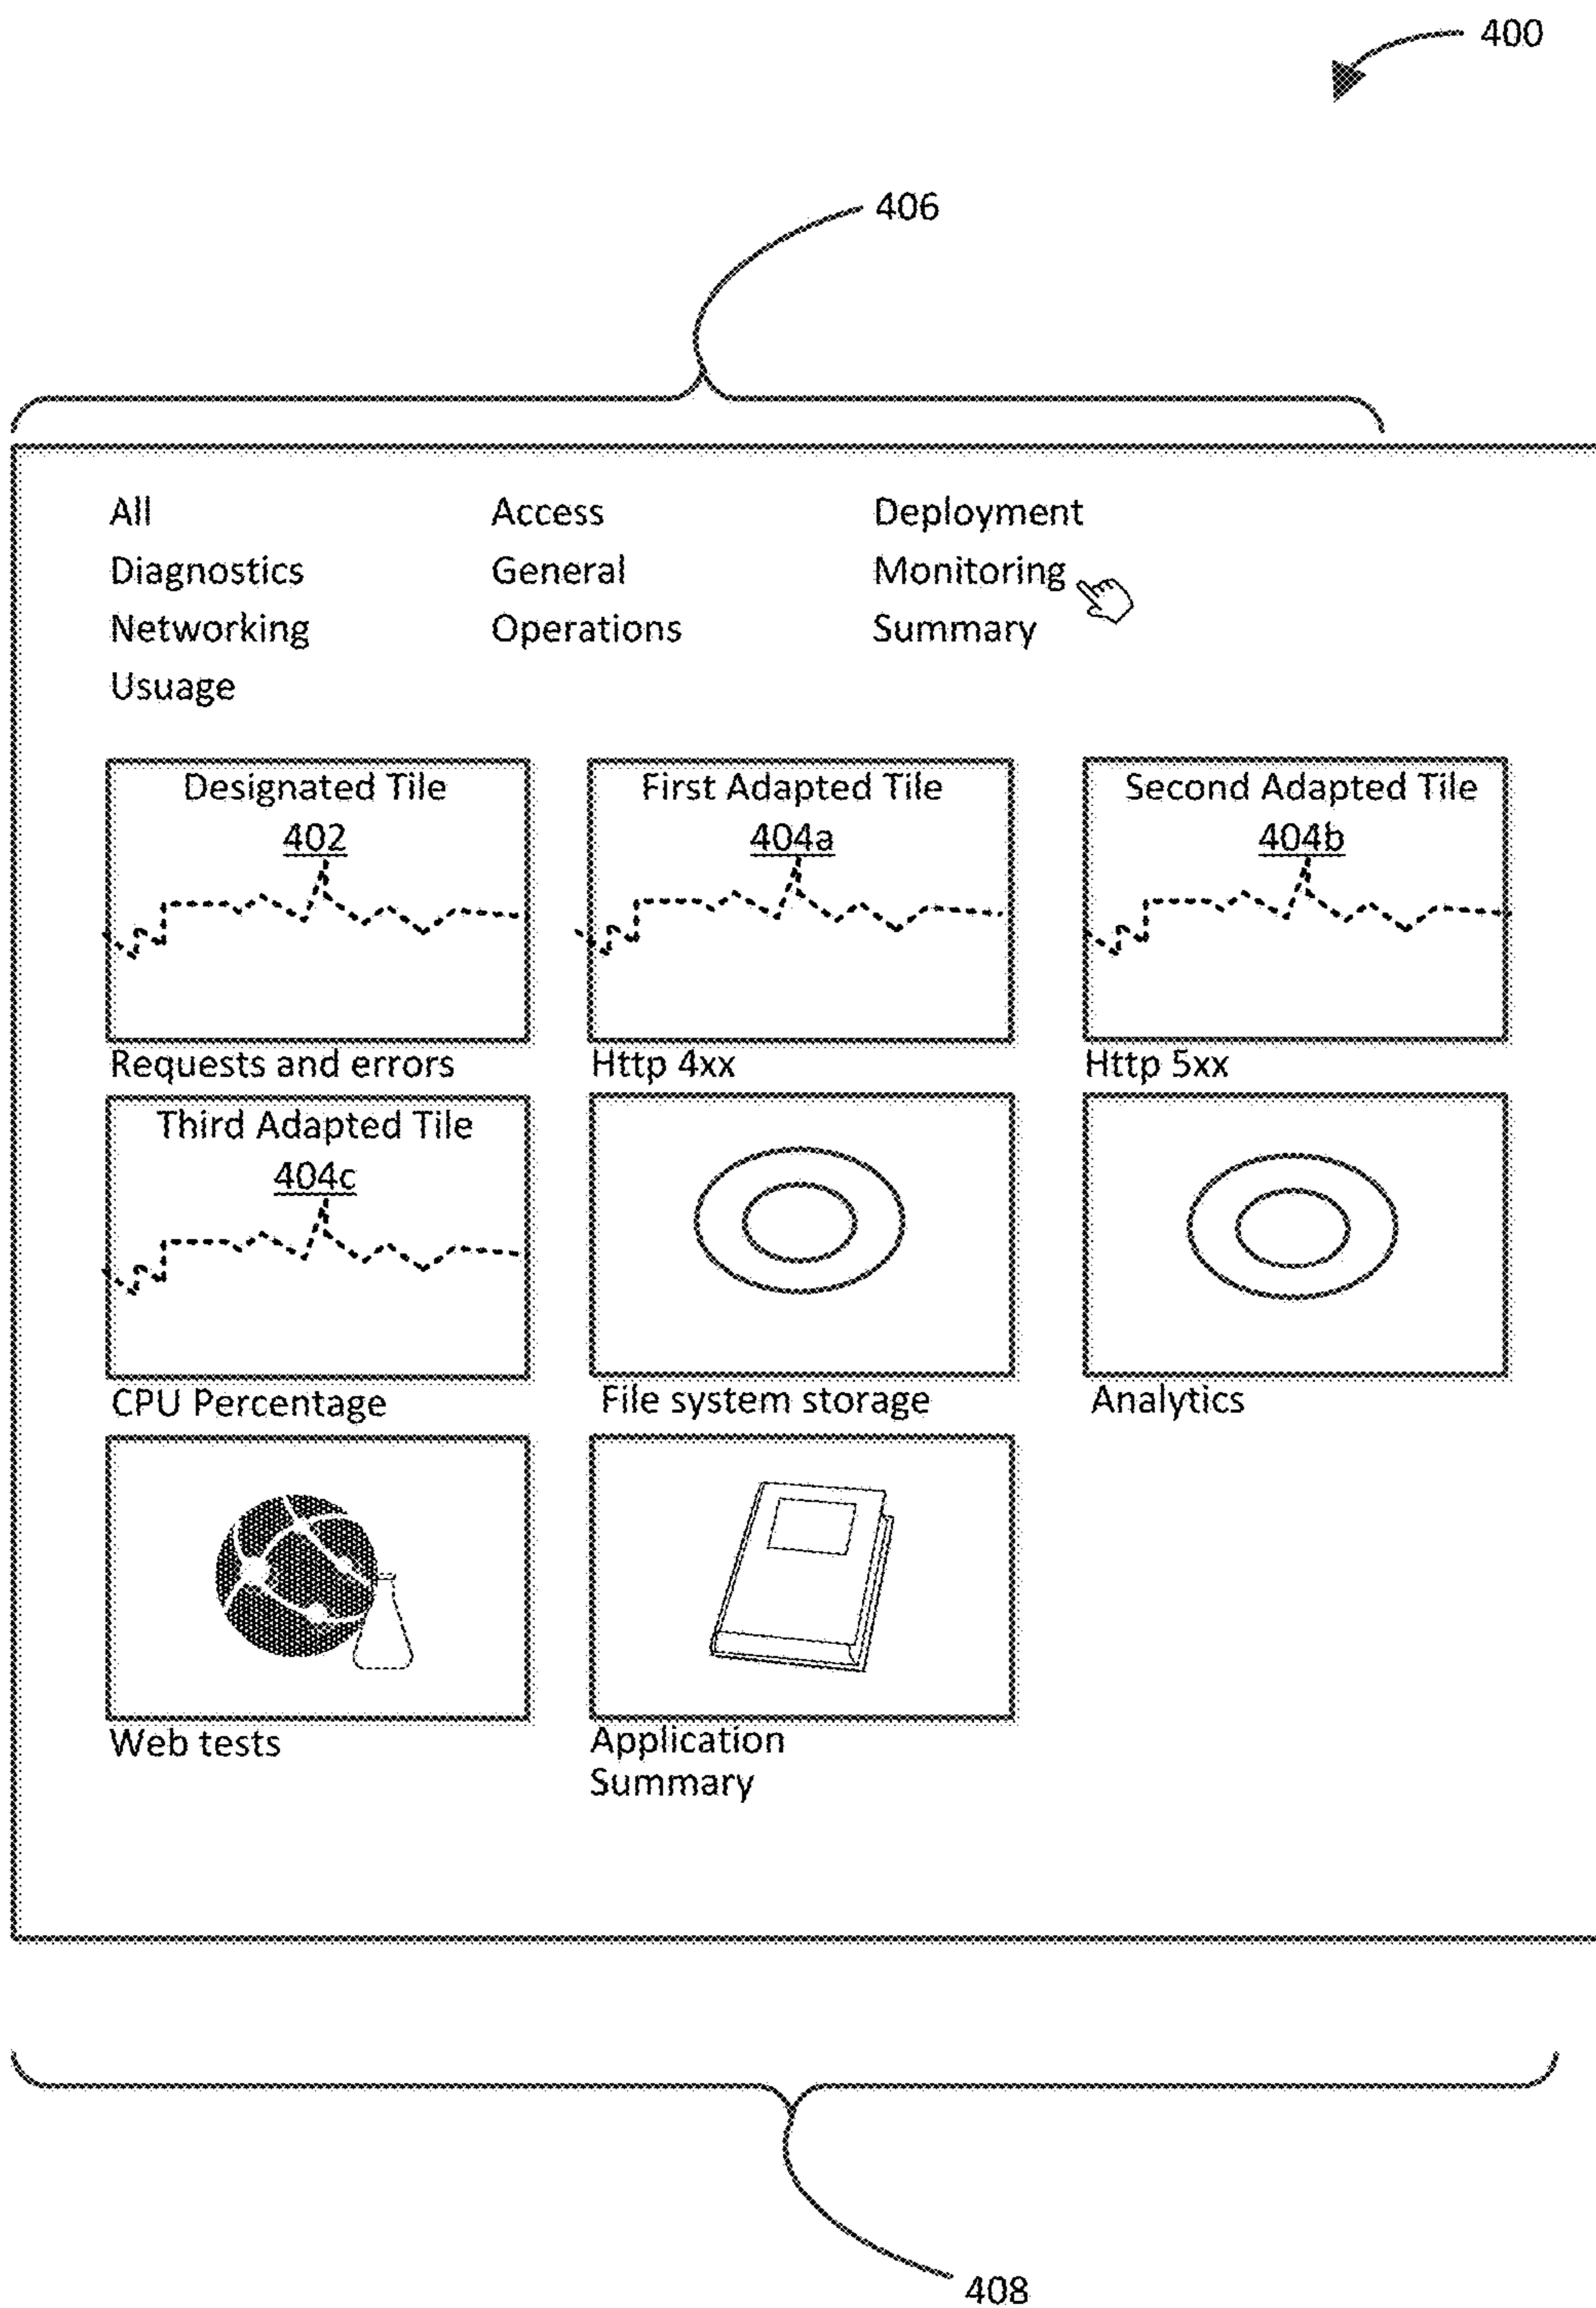 400
406
All Access Deployment
Diagnostics General Monitoring
Networking Operations Summary
Usuage
Designated Tile First Adapted Tile Second Adapted Tile
402 404a 404b
Requests and errors Http 4xx Http 5xx
Third Adapted Tile
404c
CPU Percentage File system storage Analytics
Web tests Application
Summary
408